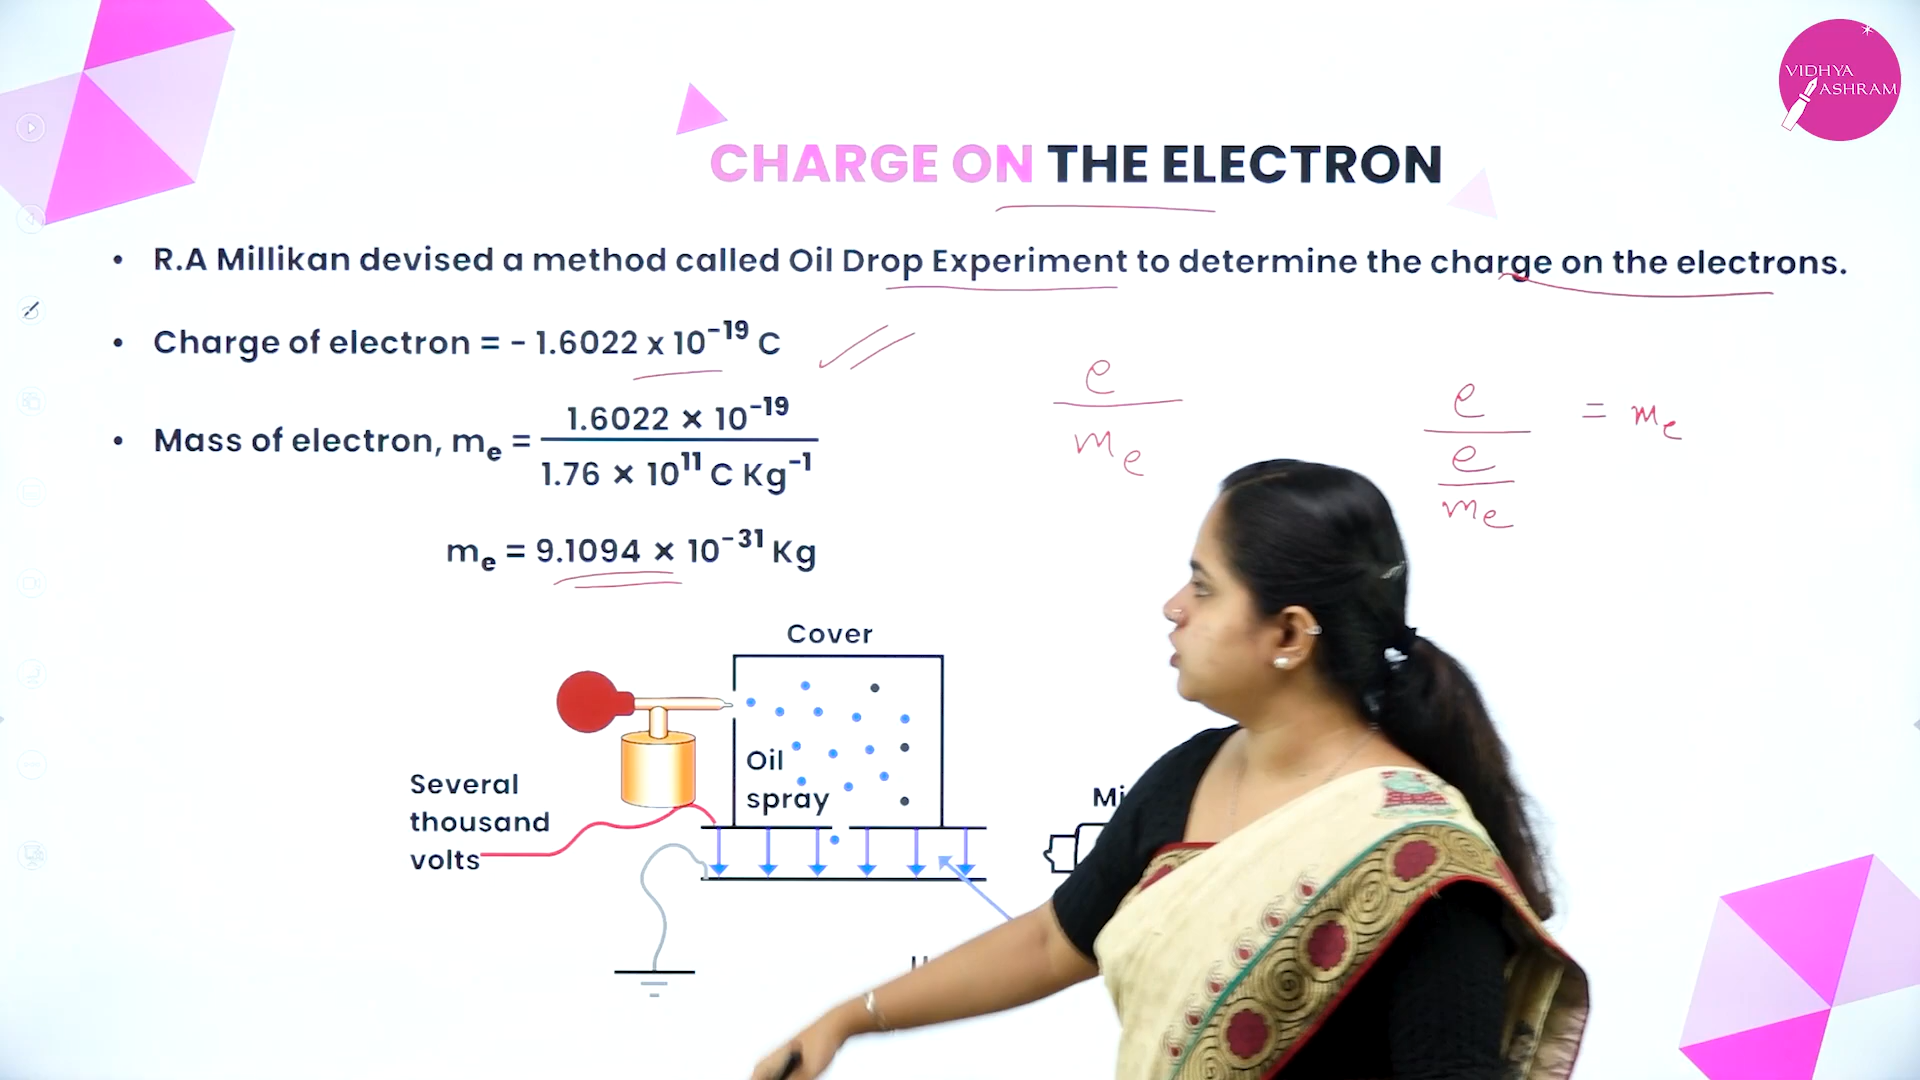 VIDHYA
ASHRAM
CHARGE ON THE ELECTRON
• R.A Millikan devised a method called Oil Drop Experiment to determine the charge on the electrons.
• Charge of electron = - 1.6022 x 10⁻¹⁹ C
• Mass of electron, mₑ = 1.6022 × 10⁻¹⁹ / 1.76 × 10¹¹ C Kg⁻¹
e / mₑ
e / (e / mₑ) = mₑ
mₑ = 9.1094 × 10⁻³¹ Kg
Cover
Oil
spray
Several
thousand
volts